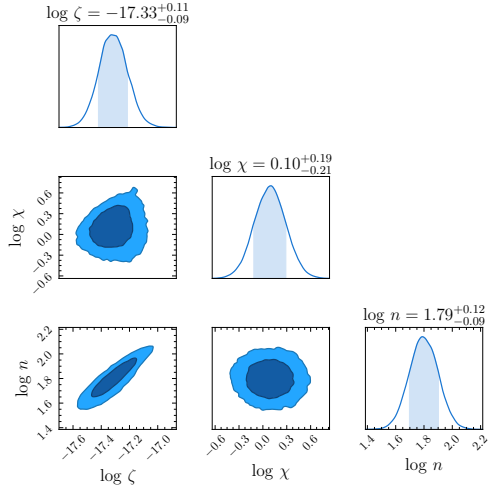 log ζ = −17.33+0.11−0.09
log χ = 0.10+0.19−0.21
log χ
0.6
0.3
0.0
−0.3
−0.6
log n = 1.79+0.12−0.09
log n
2.2
2.0
1.8
1.6
1.4
−17.6 −17.4 −17.2 −17.0
−0.6 −0.3 0.0 0.3 0.6
1.4 1.8 2.0 2.2
log ζ
log χ
log n